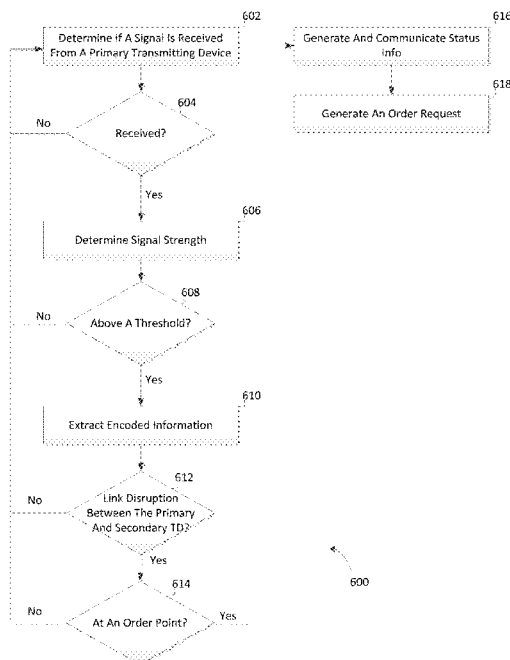 602
Determine If A Signal Is Received
From A Primary Transmitting Device
604
Received?
No
Yes
606
Determine Signal Strength
608
Above A Threshold?
No
Yes
610
Extract Encoded Information
612
Link Disruption
Between The Primary
And Secondary TD?
No
Yes
614
At An Order Point?
No
Yes
616
Generate And Communicate Status
Info
618
Generate An Order Request
600